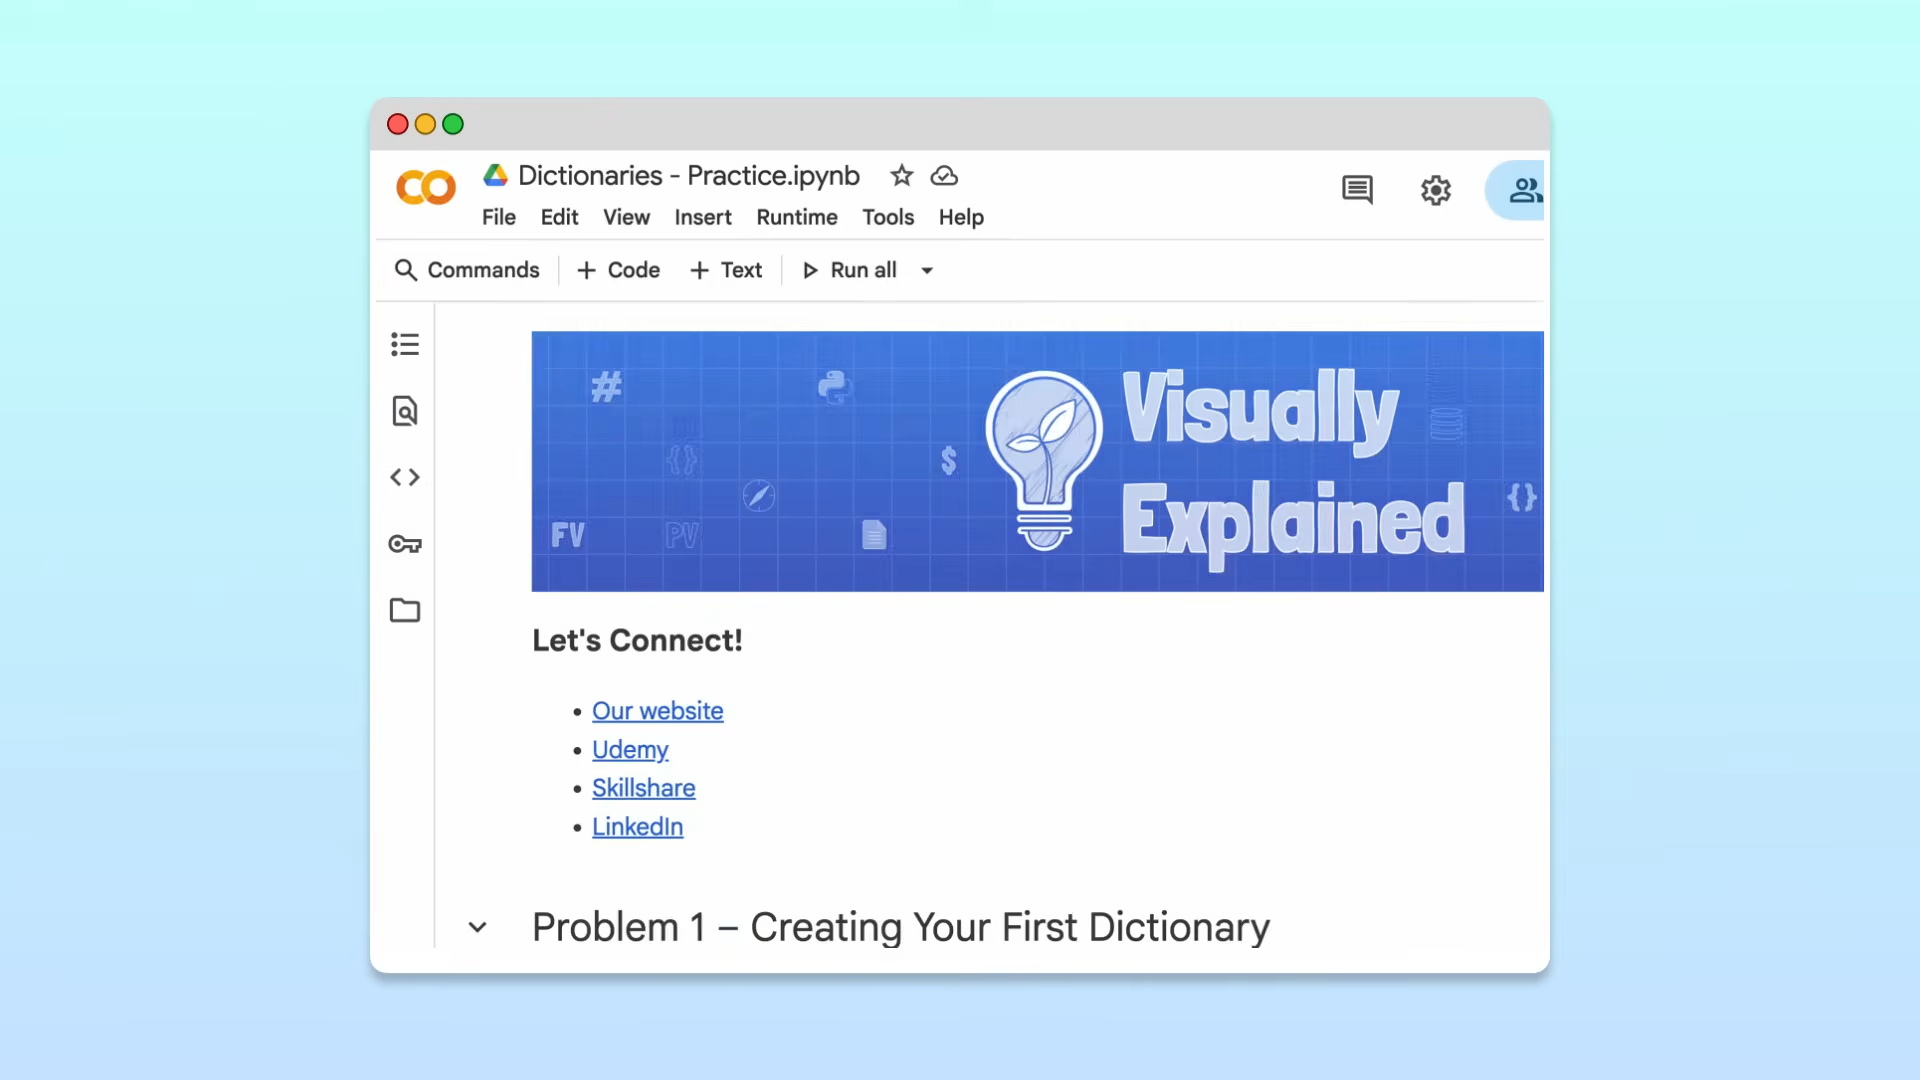 Dictionaries - Practice.ipynb
File Edit View Insert Runtime Tools Help
Commands + Code + Text Run all
#
$
{}
{}
FV
PV
Visually
Explained
Let's Connect!
• Our website
• Udemy
• Skillshare
• LinkedIn
Problem 1 – Creating Your First Dictionary